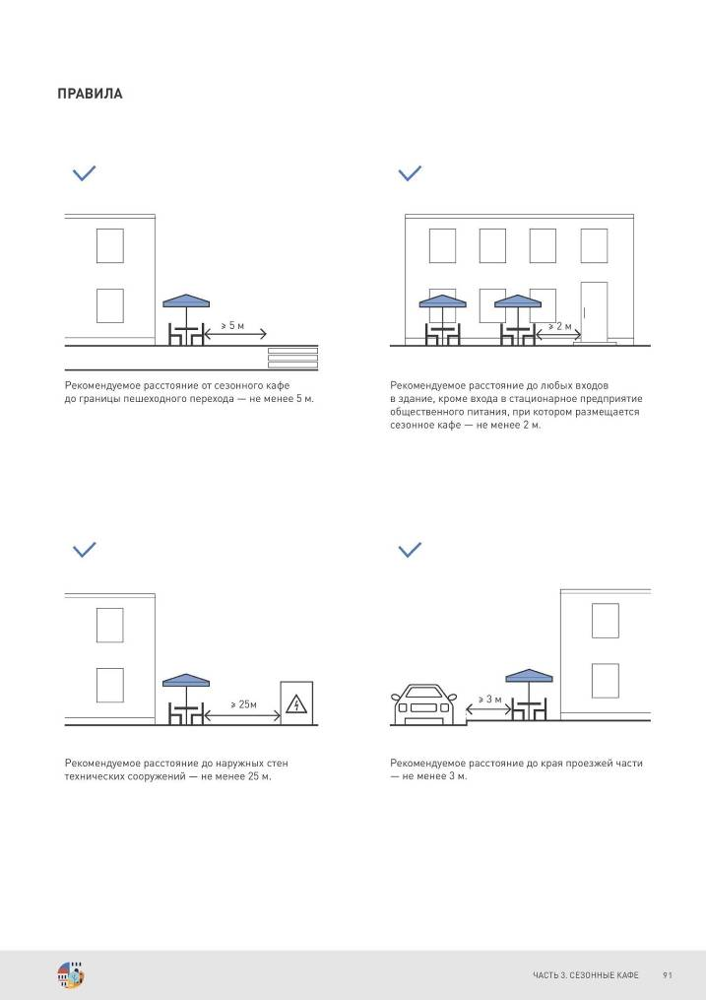 ПРАВИЛА
⩾ 5 м
Рекомендуемое расстояние от сезонного кафе
до границы пешеходного перехода — не менее 5 м.
⩾ 2 м
Рекомендуемое расстояние до любых входов
в здание, кроме входа в стационарное предприятие
общественного питания, при котором размещается
сезонное кафе — не менее 2 м.
⩾ 25м
Рекомендуемое расстояние до наружных стен
технических сооружений — не менее 25 м.
⩾ 3 м
Рекомендуемое расстояние до края проезжей части
— не менее 3 м.
ЧАСТЬ 3. СЕЗОННЫЕ КАФЕ 91